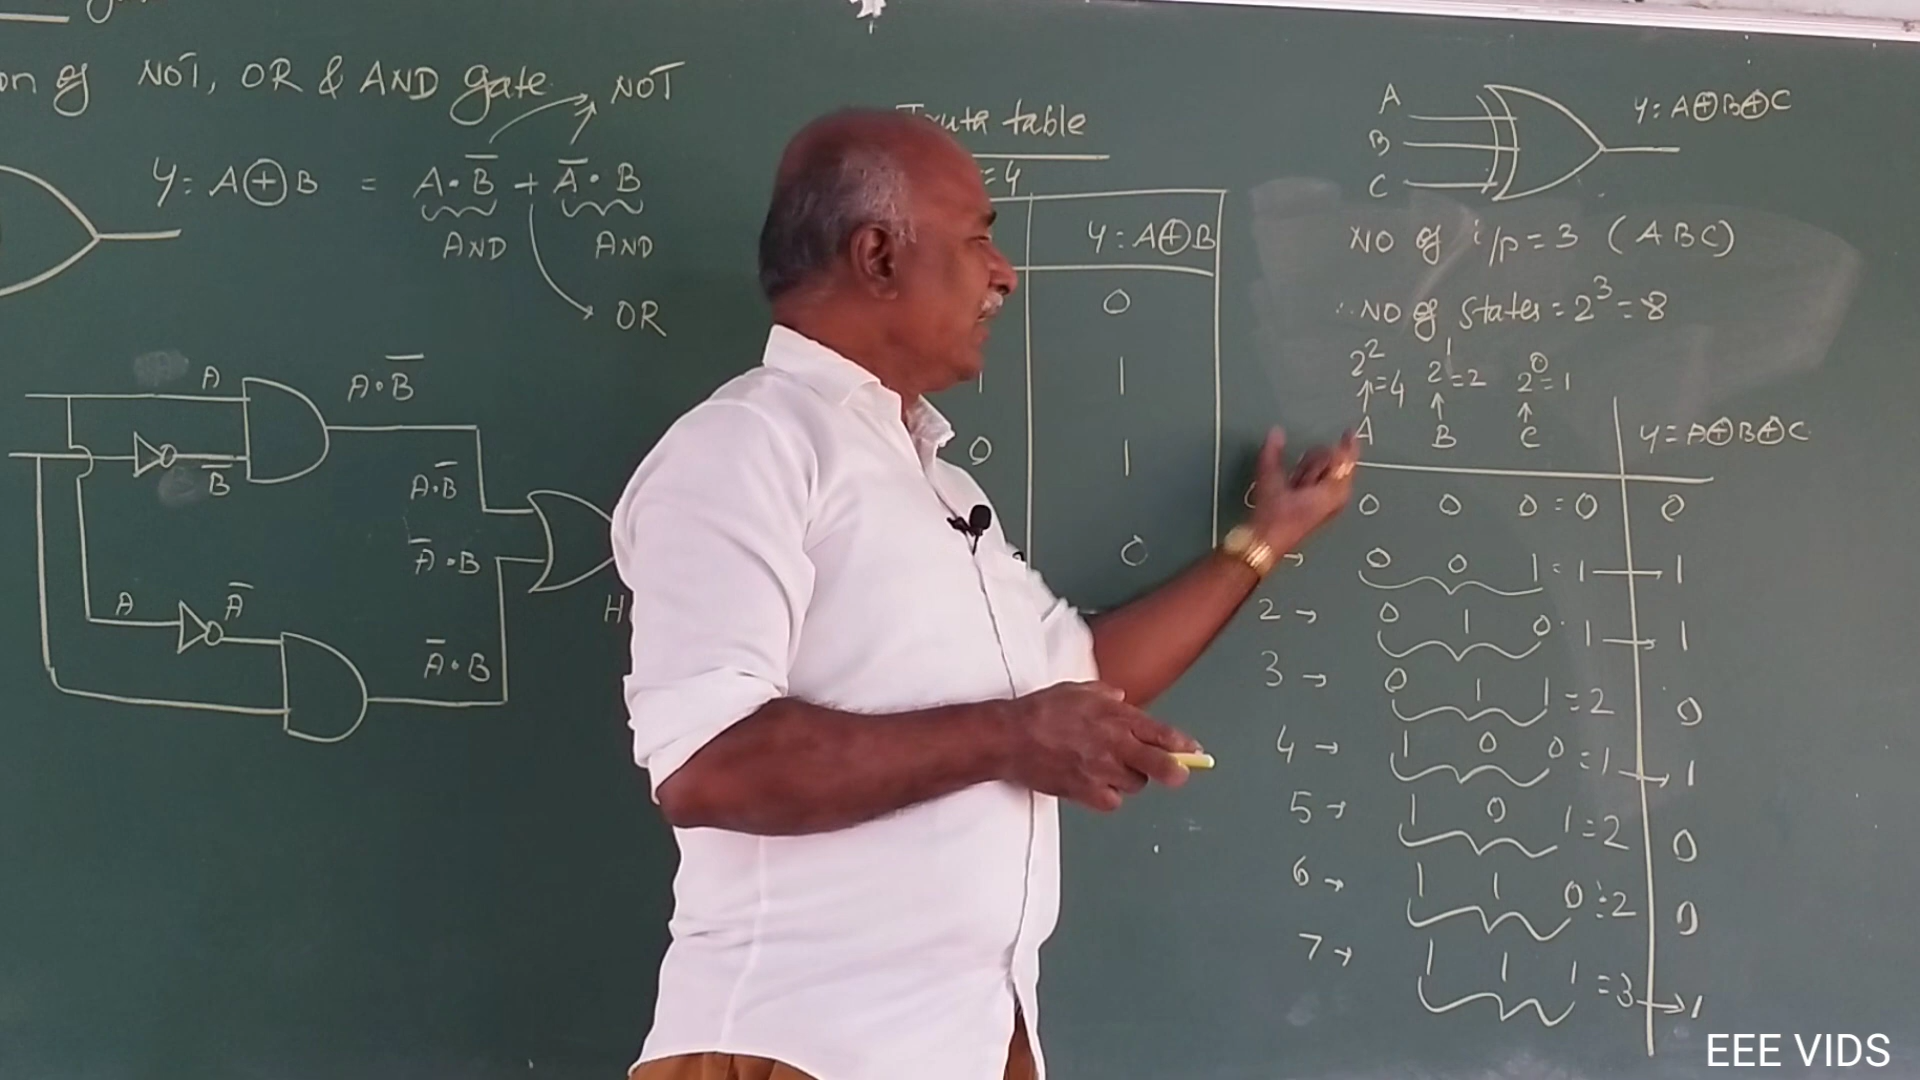 on of NOT, OR & AND gate
NOT
Y = A⊕B = A·B̅ + A̅·B
AND AND
OR
A
A·B̅
B̅
A·B̅
A̅·B
A A̅
A̅·B
H
Truth table
=4
Y = A⊕B
0
1 1
0 1
0
A
B
C
Y = A⊕B⊕C
NO of i/p = 3 (ABC)
∴ NO of states = 2³ = 8
2²=4 2¹=2 2⁰=1
A B C Y = A⊕B⊕C
0 0 0 0 = 0 0
→ 0 0 1 = 1 → 1
2 → 0 1 0 = 1 → 1
3 → 0 1 1 = 2 0
4 → 1 0 0 = 1 → 1
5 → 1 0 1 = 2 0
6 → 1 1 0 = 2 0
7 → 1 1 1 = 3 → 1
EEE VIDS